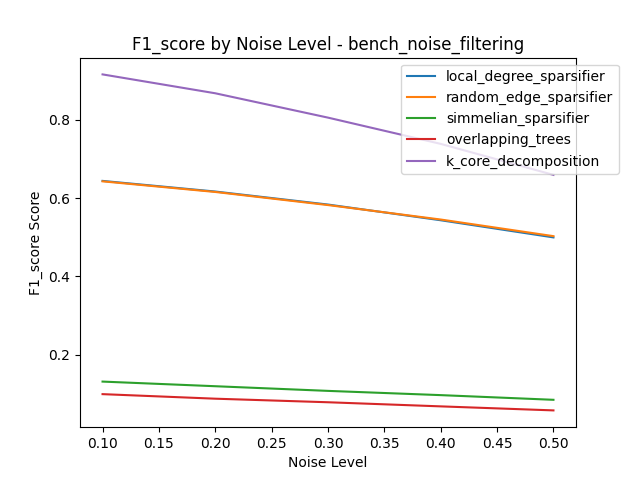 F1_score by Noise Level - bench_noise_filtering
local_degree_sparsifier
random_edge_sparsifier
simmelian_sparsifier
overlapping_trees
k_core_decomposition
F1_score Score
0.8
0.6
0.4
0.2
0.10 0.15 0.20 0.25 0.30 0.35 0.40 0.45 0.50
Noise Level